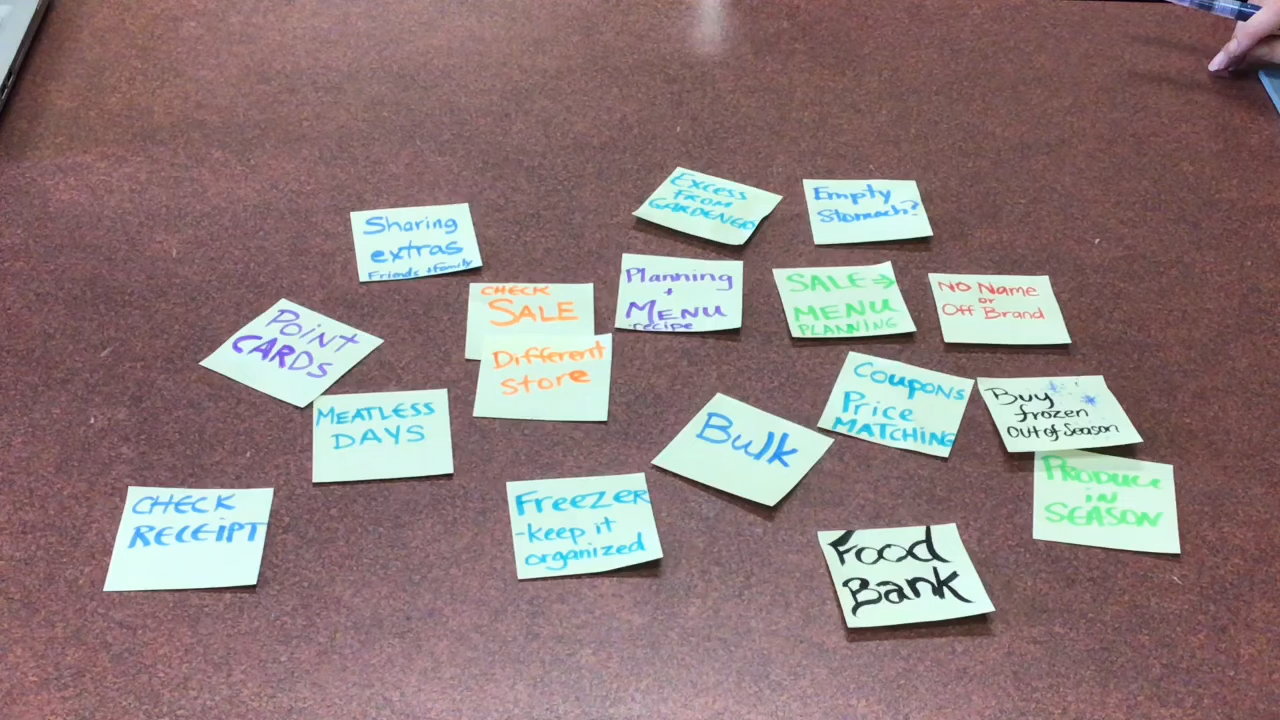 EXCESS
FROM
GARDENS
Empty
Stomach?
Sharing
extras
Friends + Family
Planning
+
MENU
recipe
SALE →
MENU
PLANNING
NO Name
or
Off Brand
CHECK
SALE
Different
store
POINT
CARDS
Coupons
Price
MATCHING
Buy
frozen
out of Season
MEATLESS
DAYS
Bulk
PRODUCE
in
SEASON
CHECK
RECEIPT
Freezer
-keep it
organized
Food
Bank